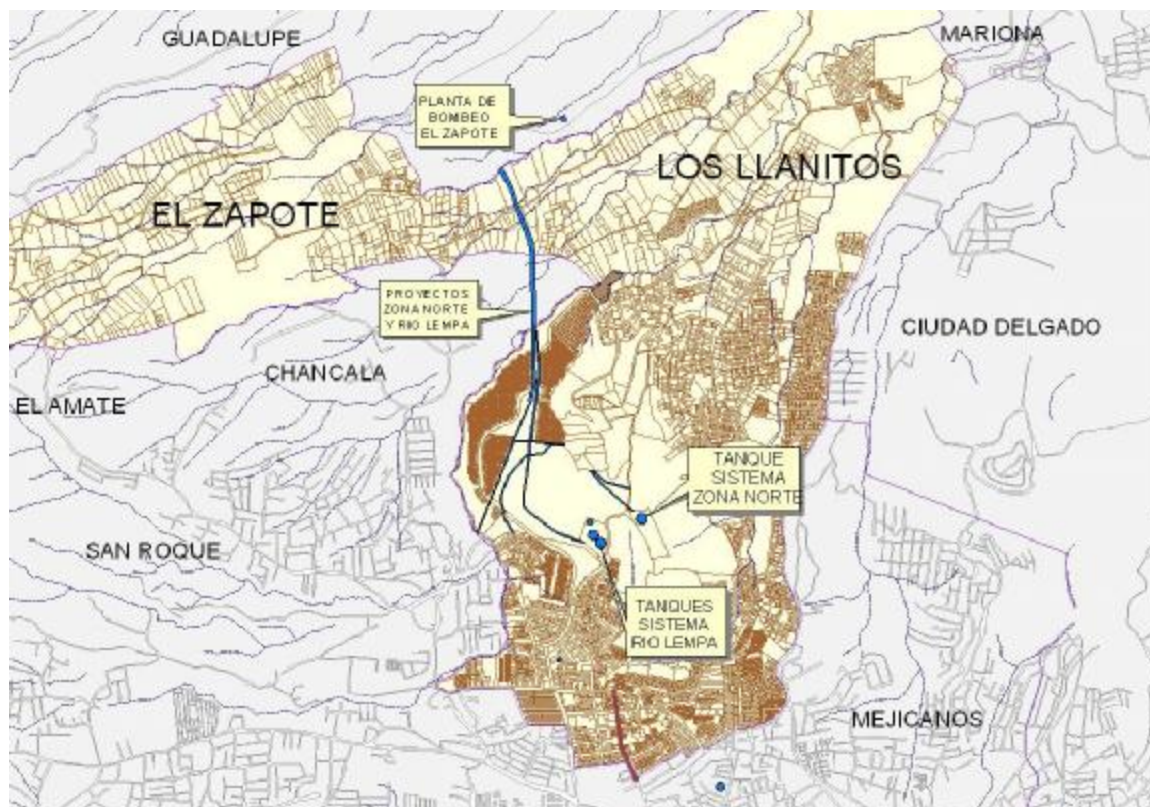 GUADALUPE
MARIONA
PLANTA DE
BOMBEO
EL ZAPOTE
LOS LLANITOS
EL ZAPOTE
PROYECTOS
ZONA NORTE
Y RIO LEMPA
CIUDAD DELGADO
CHANCALA
EL AMATE
TANQUE
SISTEMA
ZONA NORTE
SAN ROQUE
TANQUES
SISTEMA
RIO LEMPA
MEJICANOS